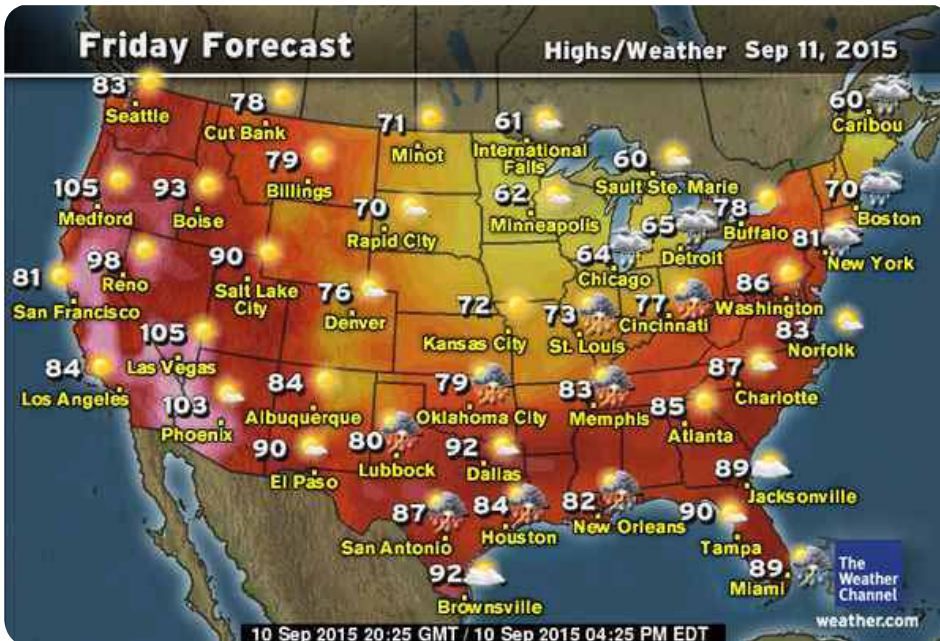 Friday Forecast
Highs/Weather Sep 11, 2015
83
Seattle
78
Cut Bank
71
Minot
61
International
Falls
60
Caribou
79
Billings
60
Sault Ste. Marie
105
Medford
93
Boise
70
Rapid City
62
Minneapolis
65
Detroit
78
Buffalo
70
Boston
98
Reno
90
Salt Lake
City
64
Chicago
81
New York
81
San Francisco
76
Denver
72
Kansas City
73
St. Louis
77
Cincinnati
86
Washington
83
Norfolk
105
Las Vegas
84
Los Angeles
103
Phoenix
84
Albuquerque
79
Oklahoma City
83
Memphis
87
Charlotte
85
Atlanta
90
El Paso
80
Lubbock
92
Dallas
89
Jacksonville
87
San Antonio
84
Houston
82
New Orleans
90
Tampa
92
Brownsville
89
Miami
The
Weather
Channel
weather.com
10 Sep 2015 20:25 GMT / 10 Sep 2015 04:25 PM EDT